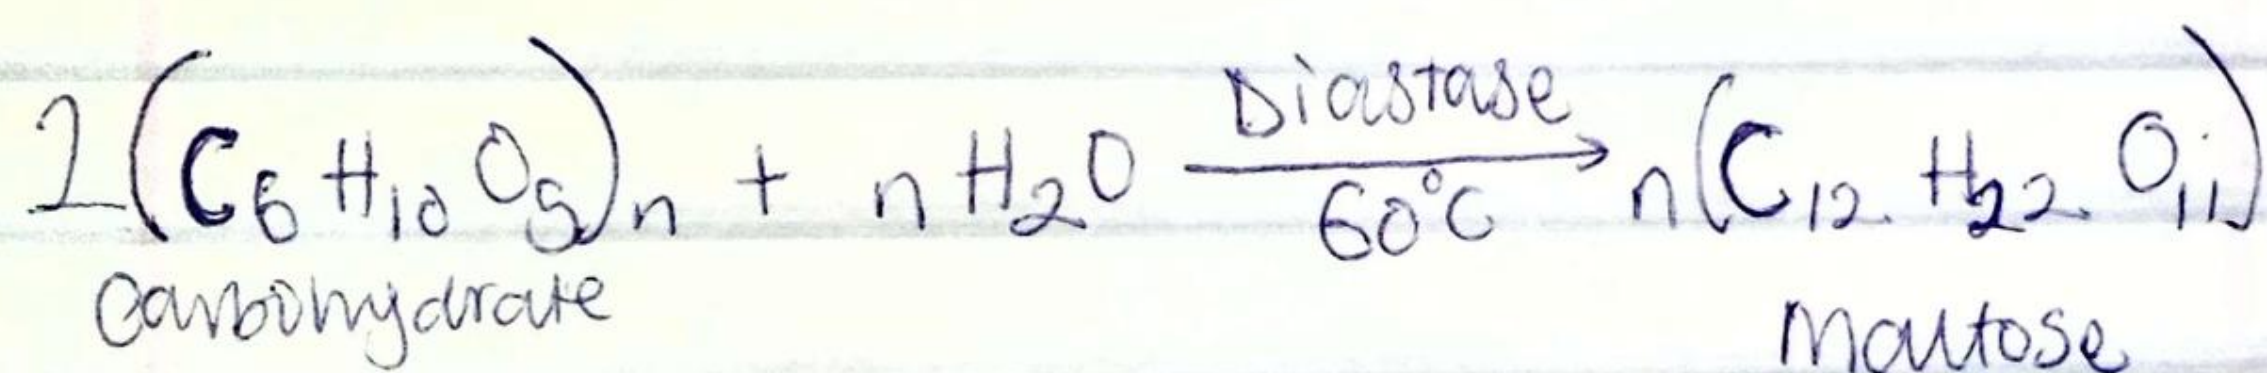 Diastase
2(C₆H₁₀O₅)ₙ + nH₂O ⟶ n(C₁₂H₂₂O₁₁)
60°C
Carbohydrate Maltose